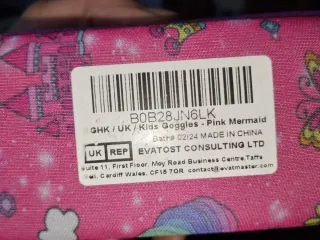 B0B28JN6LK
GHK / UK / Kids Goggles - Pink Mermaid
Batch# 02/24 MADE IN CHINA
UK REP EVATOST CONSULTING LTD
Suite 11, First Floor, Moy Road Business Centre, Taffs
Well, Cardiff, Wales, CF15 7QR contact@evatmaster.com